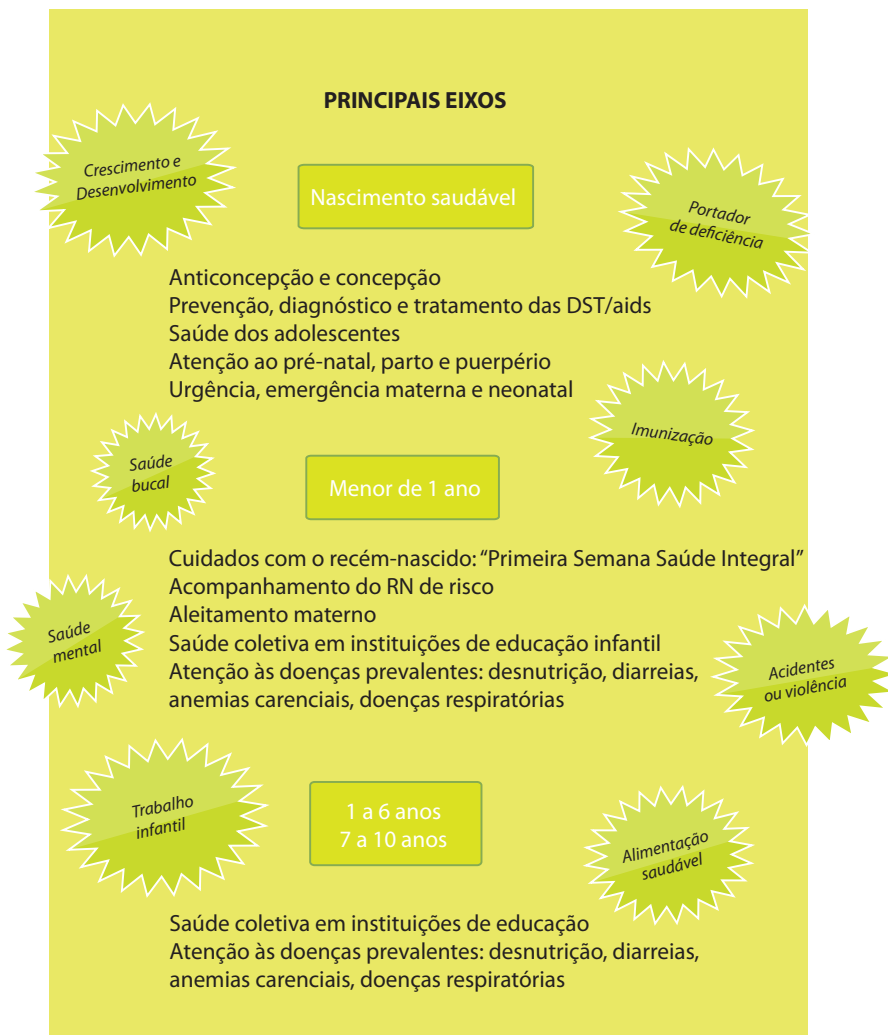 PRINCIPAIS EIXOS
Crescimento e
Desenvolvimento
Nascimento saudável
Portador
de deficiência
Anticoncepção e concepção
Prevenção, diagnóstico e tratamento das DST/aids
Saúde dos adolescentes
Atenção ao pré-natal, parto e puerpério
Urgência, emergência materna e neonatal
Imunização
Saúde
bucal
Menor de 1 ano
Cuidados com o recém-nascido: “Primeira Semana Saúde Integral”
Acompanhamento do RN de risco
Aleitamento materno
Saúde coletiva em instituições de educação infantil
Atenção às doenças prevalentes: desnutrição, diarreias,
anemias carenciais, doenças respiratórias
Saúde
mental
Acidentes
ou violência
Trabalho
infantil
1 a 6 anos
7 a 10 anos
Alimentação
saudável
Saúde coletiva em instituições de educação
Atenção às doenças prevalentes: desnutrição, diarreias,
anemias carenciais, doenças respiratórias